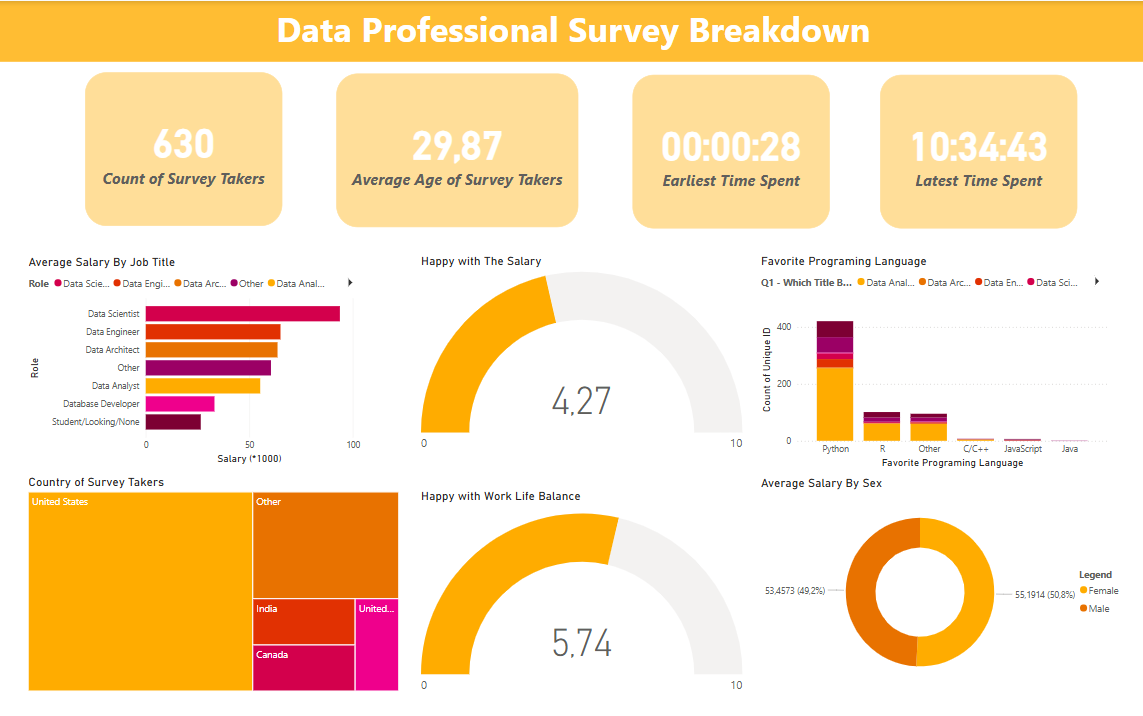 Data Professional Survey Breakdown
630
Count of Survey Takers
29,87
Average Age of Survey Takers
00:00:28
Earliest Time Spent
10:34:43
Latest Time Spent
Average Salary By Job Title
Role Data Scie... Data Engi... Data Arc... Other Data Anal...
Role
Data Scientist
Data Engineer
Data Architect
Other
Data Analyst
Database Developer
Student/Looking/None
0 50 100
Salary (*1000)
Happy with The Salary
4,27
0 10
Favorite Programing Language
Q1 - Which Title B... Data Anal... Data Arc... Data En... Data Sci...
Count of Unique ID
400
200
0
Python R Other C/C++ JavaScript Java
Favorite Programing Language
Country of Survey Takers
United States
Other
India
United...
Canada
Happy with Work Life Balance
5,74
0 10
Average Salary By Sex
53,4573 (49,2%)
55,1914 (50,8%)
Legend
Female
Male